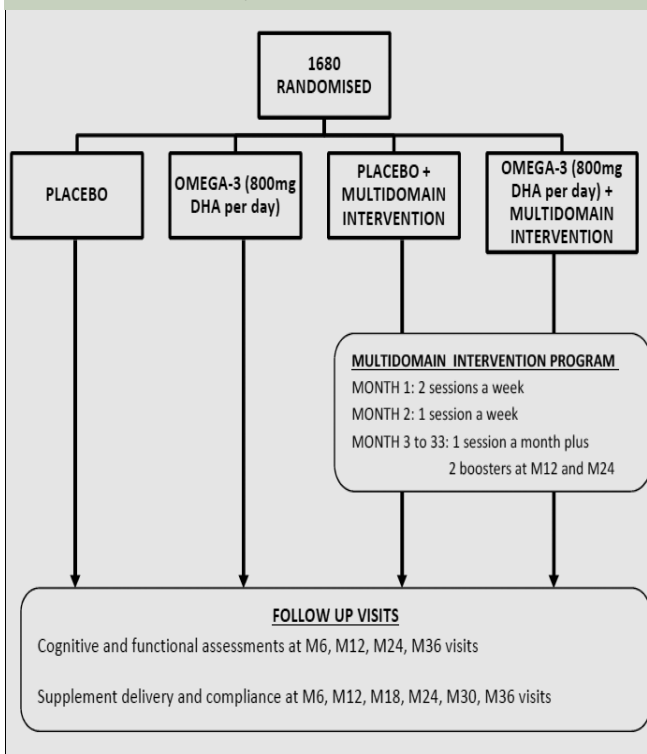 1680
RANDOMISED
PLACEBO
OMEGA-3 (800mg
DHA per day)
PLACEBO +
MULTIDOMAIN
INTERVENTION
OMEGA-3 (800mg
DHA per day) +
MULTIDOMAIN
INTERVENTION
MULTIDOMAIN INTERVENTION PROGRAM
MONTH 1: 2 sessions a week
MONTH 2: 1 session a week
MONTH 3 to 33: 1 session a month plus
2 boosters at M12 and M24
FOLLOW UP VISITS
Cognitive and functional assessments at M6, M12, M24, M36 visits
Supplement delivery and compliance at M6, M12, M18, M24, M30, M36 visits